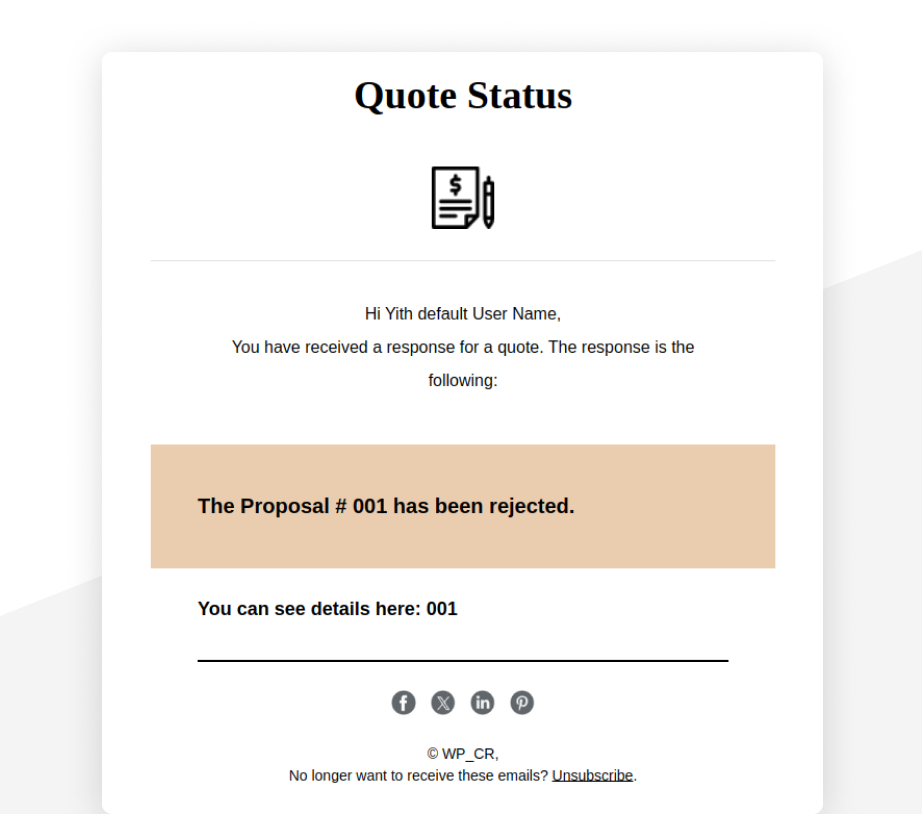 Quote Status
$
Hi Yith default User Name,
You have received a response for a quote. The response is the
following:
The Proposal # 001 has been rejected.
You can see details here: 001
© WP_CR,
No longer want to receive these emails? Unsubscribe.